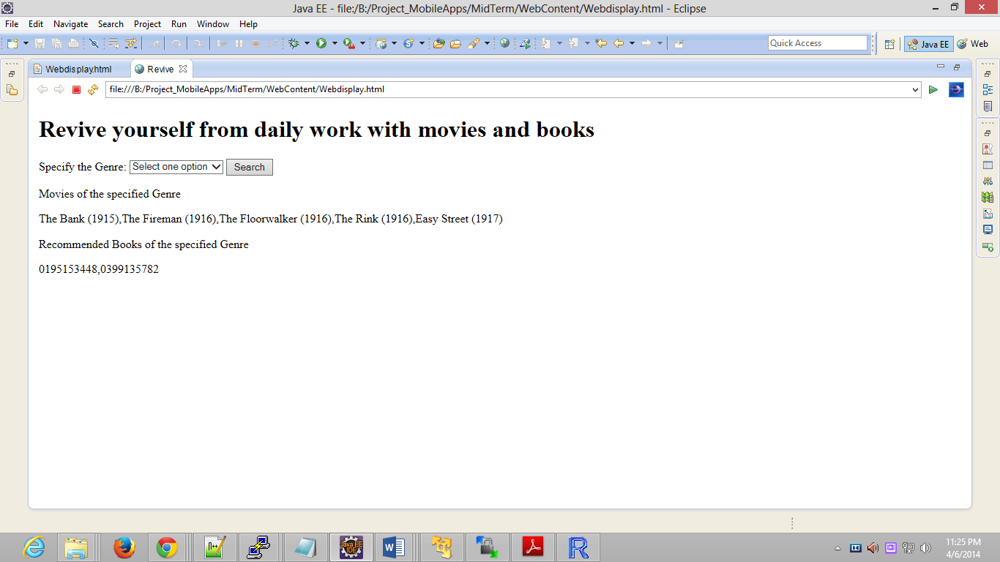 Java EE - file:/B:/Project_MobileApps/MidTerm/WebContent/Webdisplay.html - Eclipse
File Edit Navigate Search Project Run Window Help
Quick Access
Java EE
Web
Webdisplay.html
Revive
file:///B:/Project_MobileApps/MidTerm/WebContent/Webdisplay.html
Revive yourself from daily work with movies and books
Specify the Genre: Select one option Search
Movies of the specified Genre
The Bank (1915),The Fireman (1916),The Floorwalker (1916),The Rink (1916),Easy Street (1917)
Recommended Books of the specified Genre
0195153448,0399135782
Java EE
IDE
11:25 PM
4/6/2014